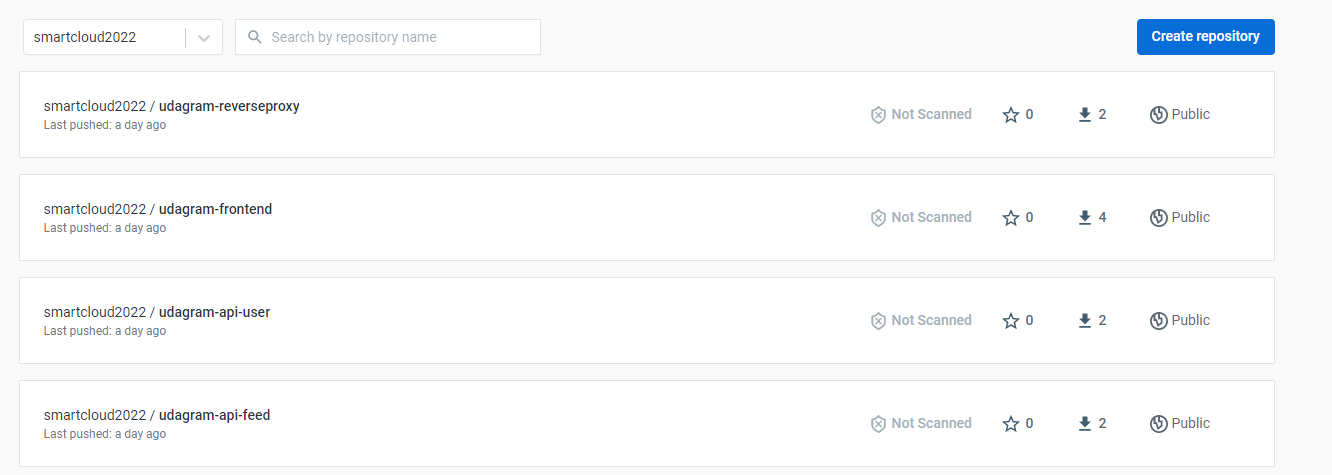 smartcloud2022
Search by repository name
Create repository
smartcloud2022 / udagram-reverseproxy
Last pushed: a day ago
Not Scanned
0
2
Public
smartcloud2022 / udagram-frontend
Last pushed: a day ago
Not Scanned
0
4
Public
smartcloud2022 / udagram-api-user
Last pushed: a day ago
Not Scanned
0
2
Public
smartcloud2022 / udagram-api-feed
Last pushed: a day ago
Not Scanned
0
2
Public